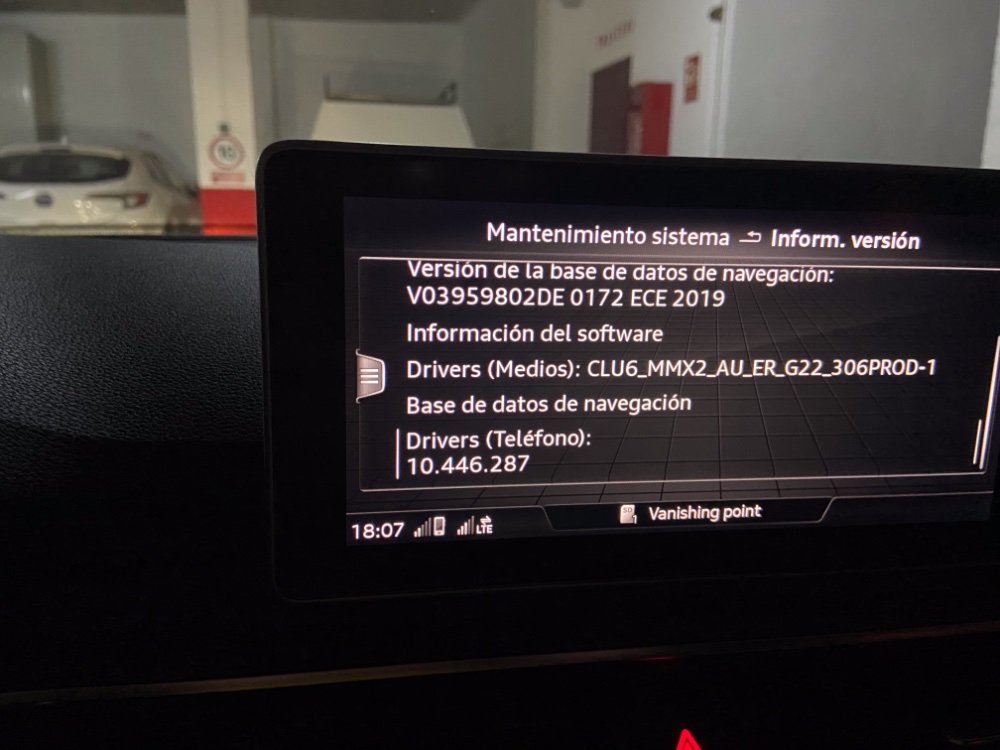 Mantenimiento sistema Inform. versión
Versión de la base de datos de navegación:
V03959802DE 0172 ECE 2019
Información del software
Drivers (Medios): CLU6_MMX2_AU_ER_G22_306PROD-1
Base de datos de navegación
Drivers (Teléfono):
10.446.287
SD1 Vanishing point
18:07 LTE